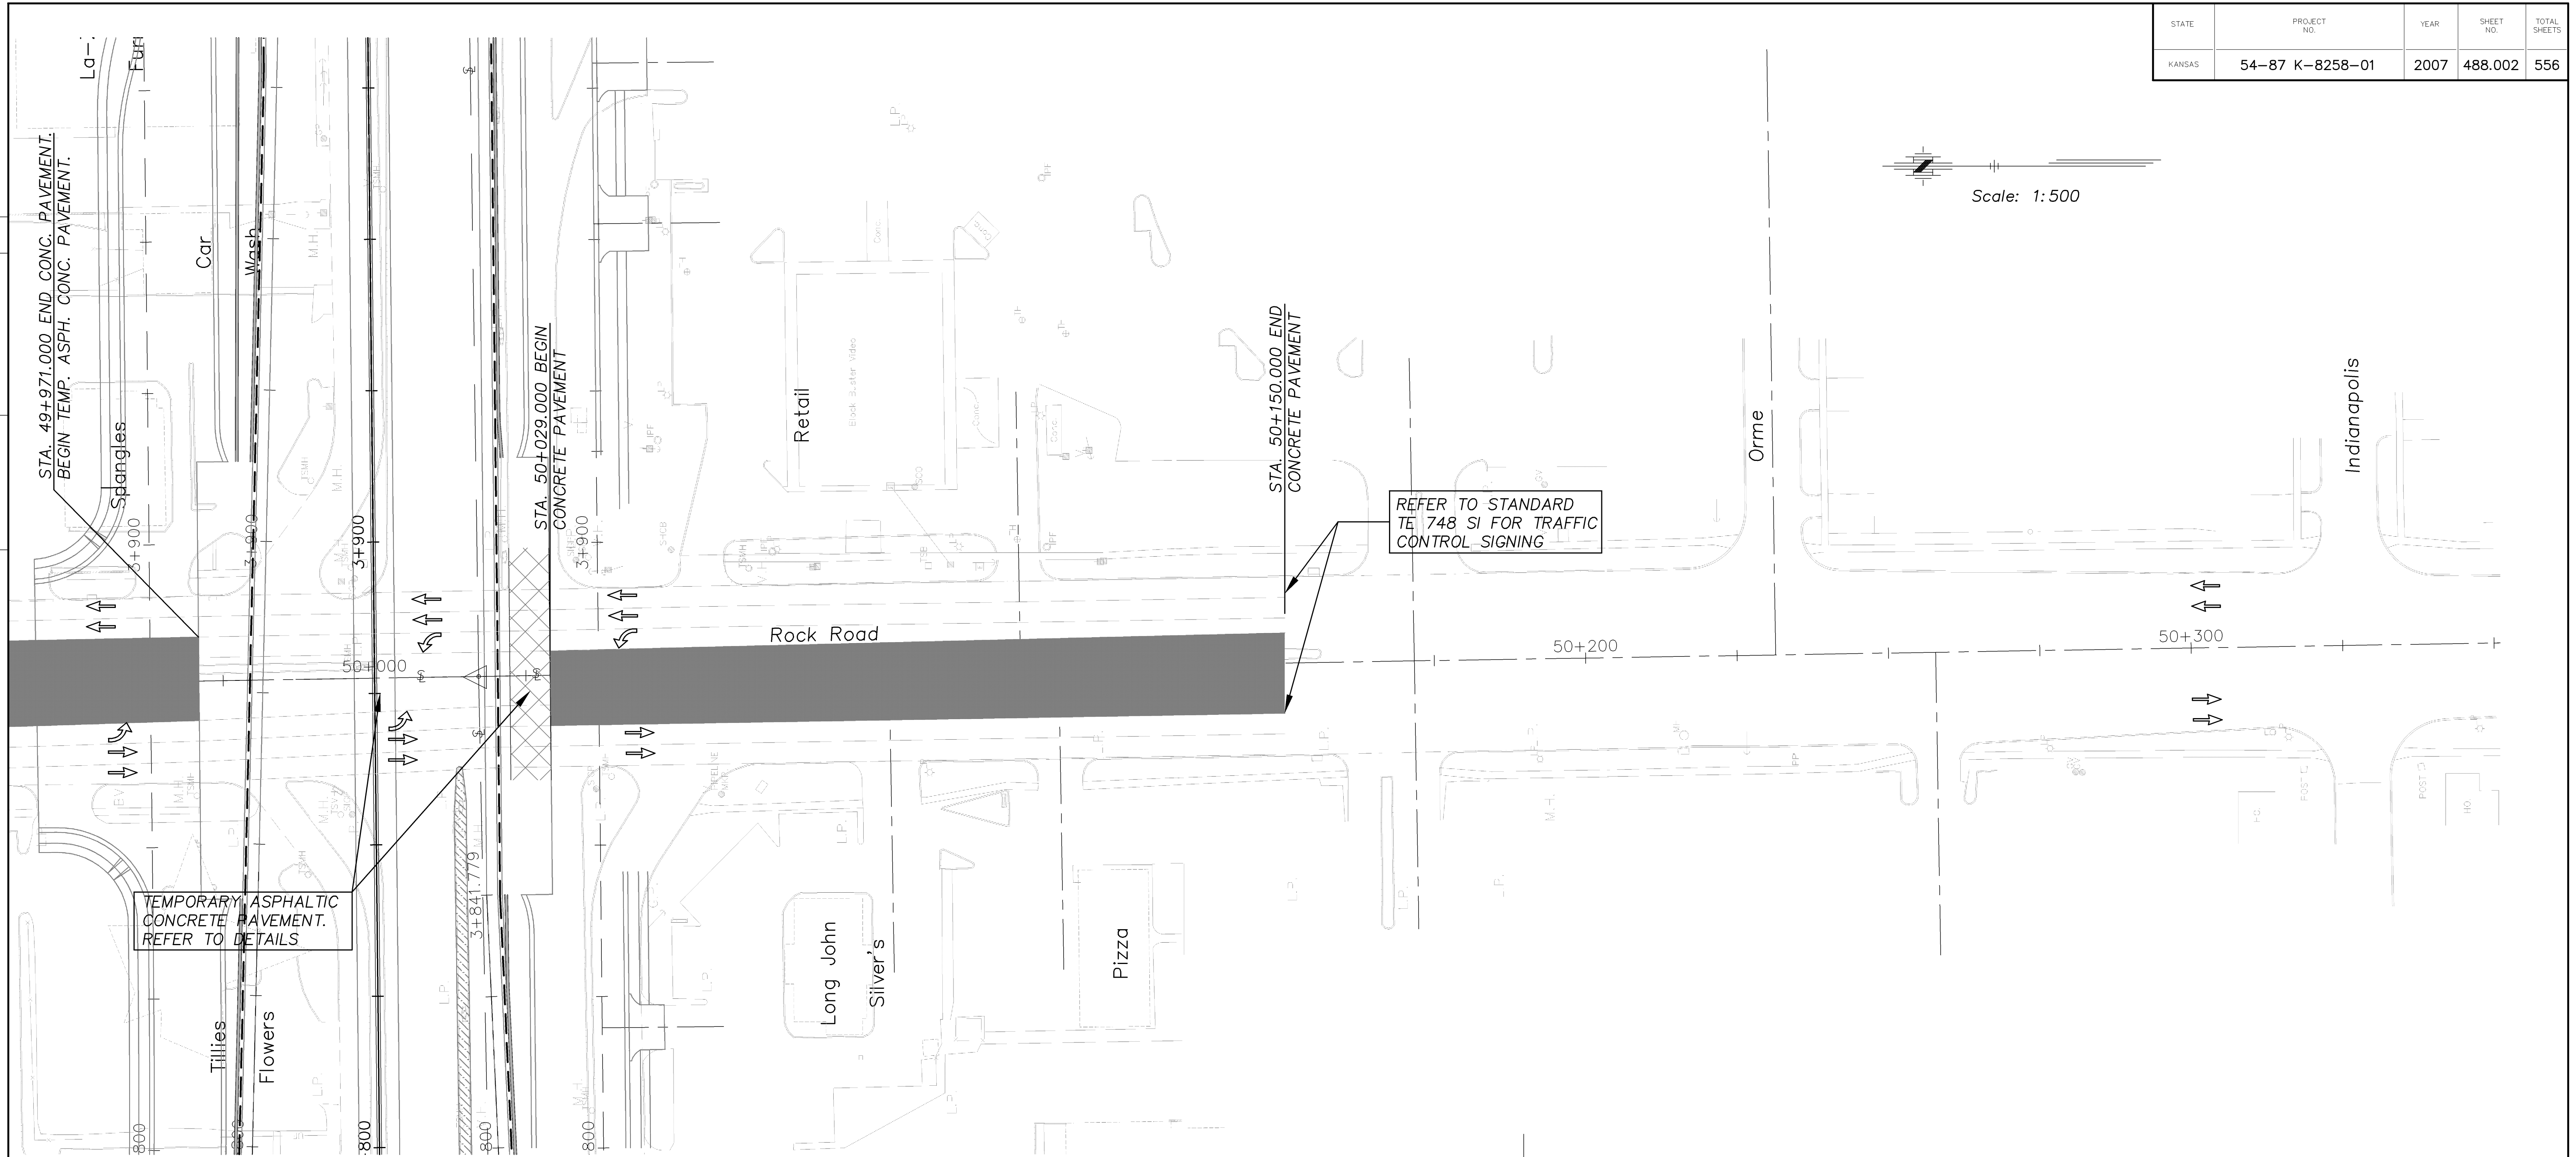 STATE
PROJECT
NO.
YEAR
SHEET
NO.
TOTAL
SHEETS
KANSAS
54-87 K-8258-01
2007
488.002
556
Scale: 1:500
STA. 49+971.000 END CONC. PAVEMENT.
BEGIN TEMP. ASPH. CONC. PAVEMENT.
Spangles
Car
Wash
STA. 50+029.000 BEGIN
CONCRETE PAVEMENT
Retail
Block Buster Video
STA. 50+150.000 END
CONCRETE PAVEMENT
REFER TO STANDARD
TE 748 SI FOR TRAFFIC
CONTROL SIGNING
Orme
Indianapolis
3+900
3+900
3+900
3+900
Rock Road
50+000
50+200
50+300
3+841.779
TEMPORARY ASPHALTIC
CONCRETE PAVEMENT.
REFER TO DETAILS
Tillies
Flowers
Long John
Silver's
Pizza
800
800
800
800
Conc.
Conc.
M.H.
M.H.
M.H.
L.P.
L.P.
L.P.